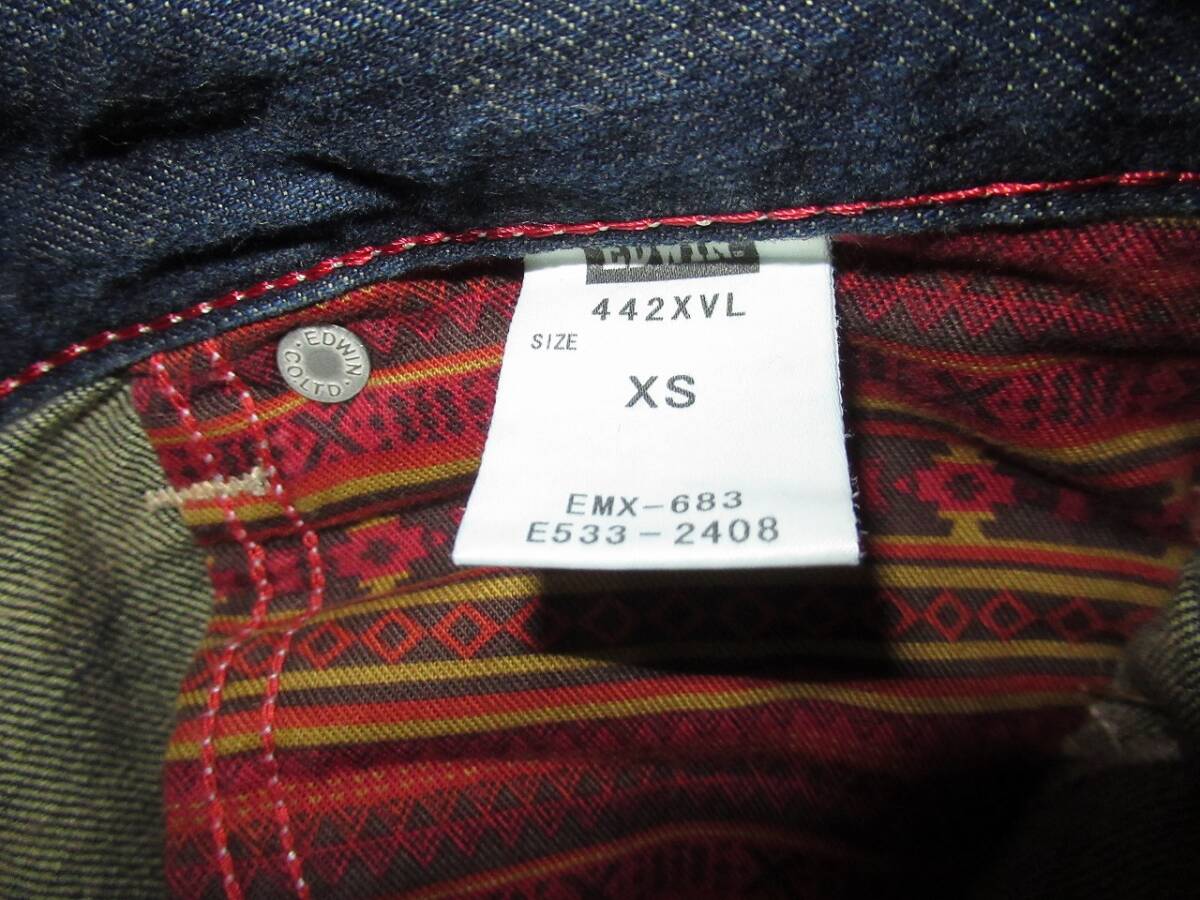 EDWIN
442XVL
SIZE
XS
EMX-683
E533-2408
EDWIN
CO.LTD.